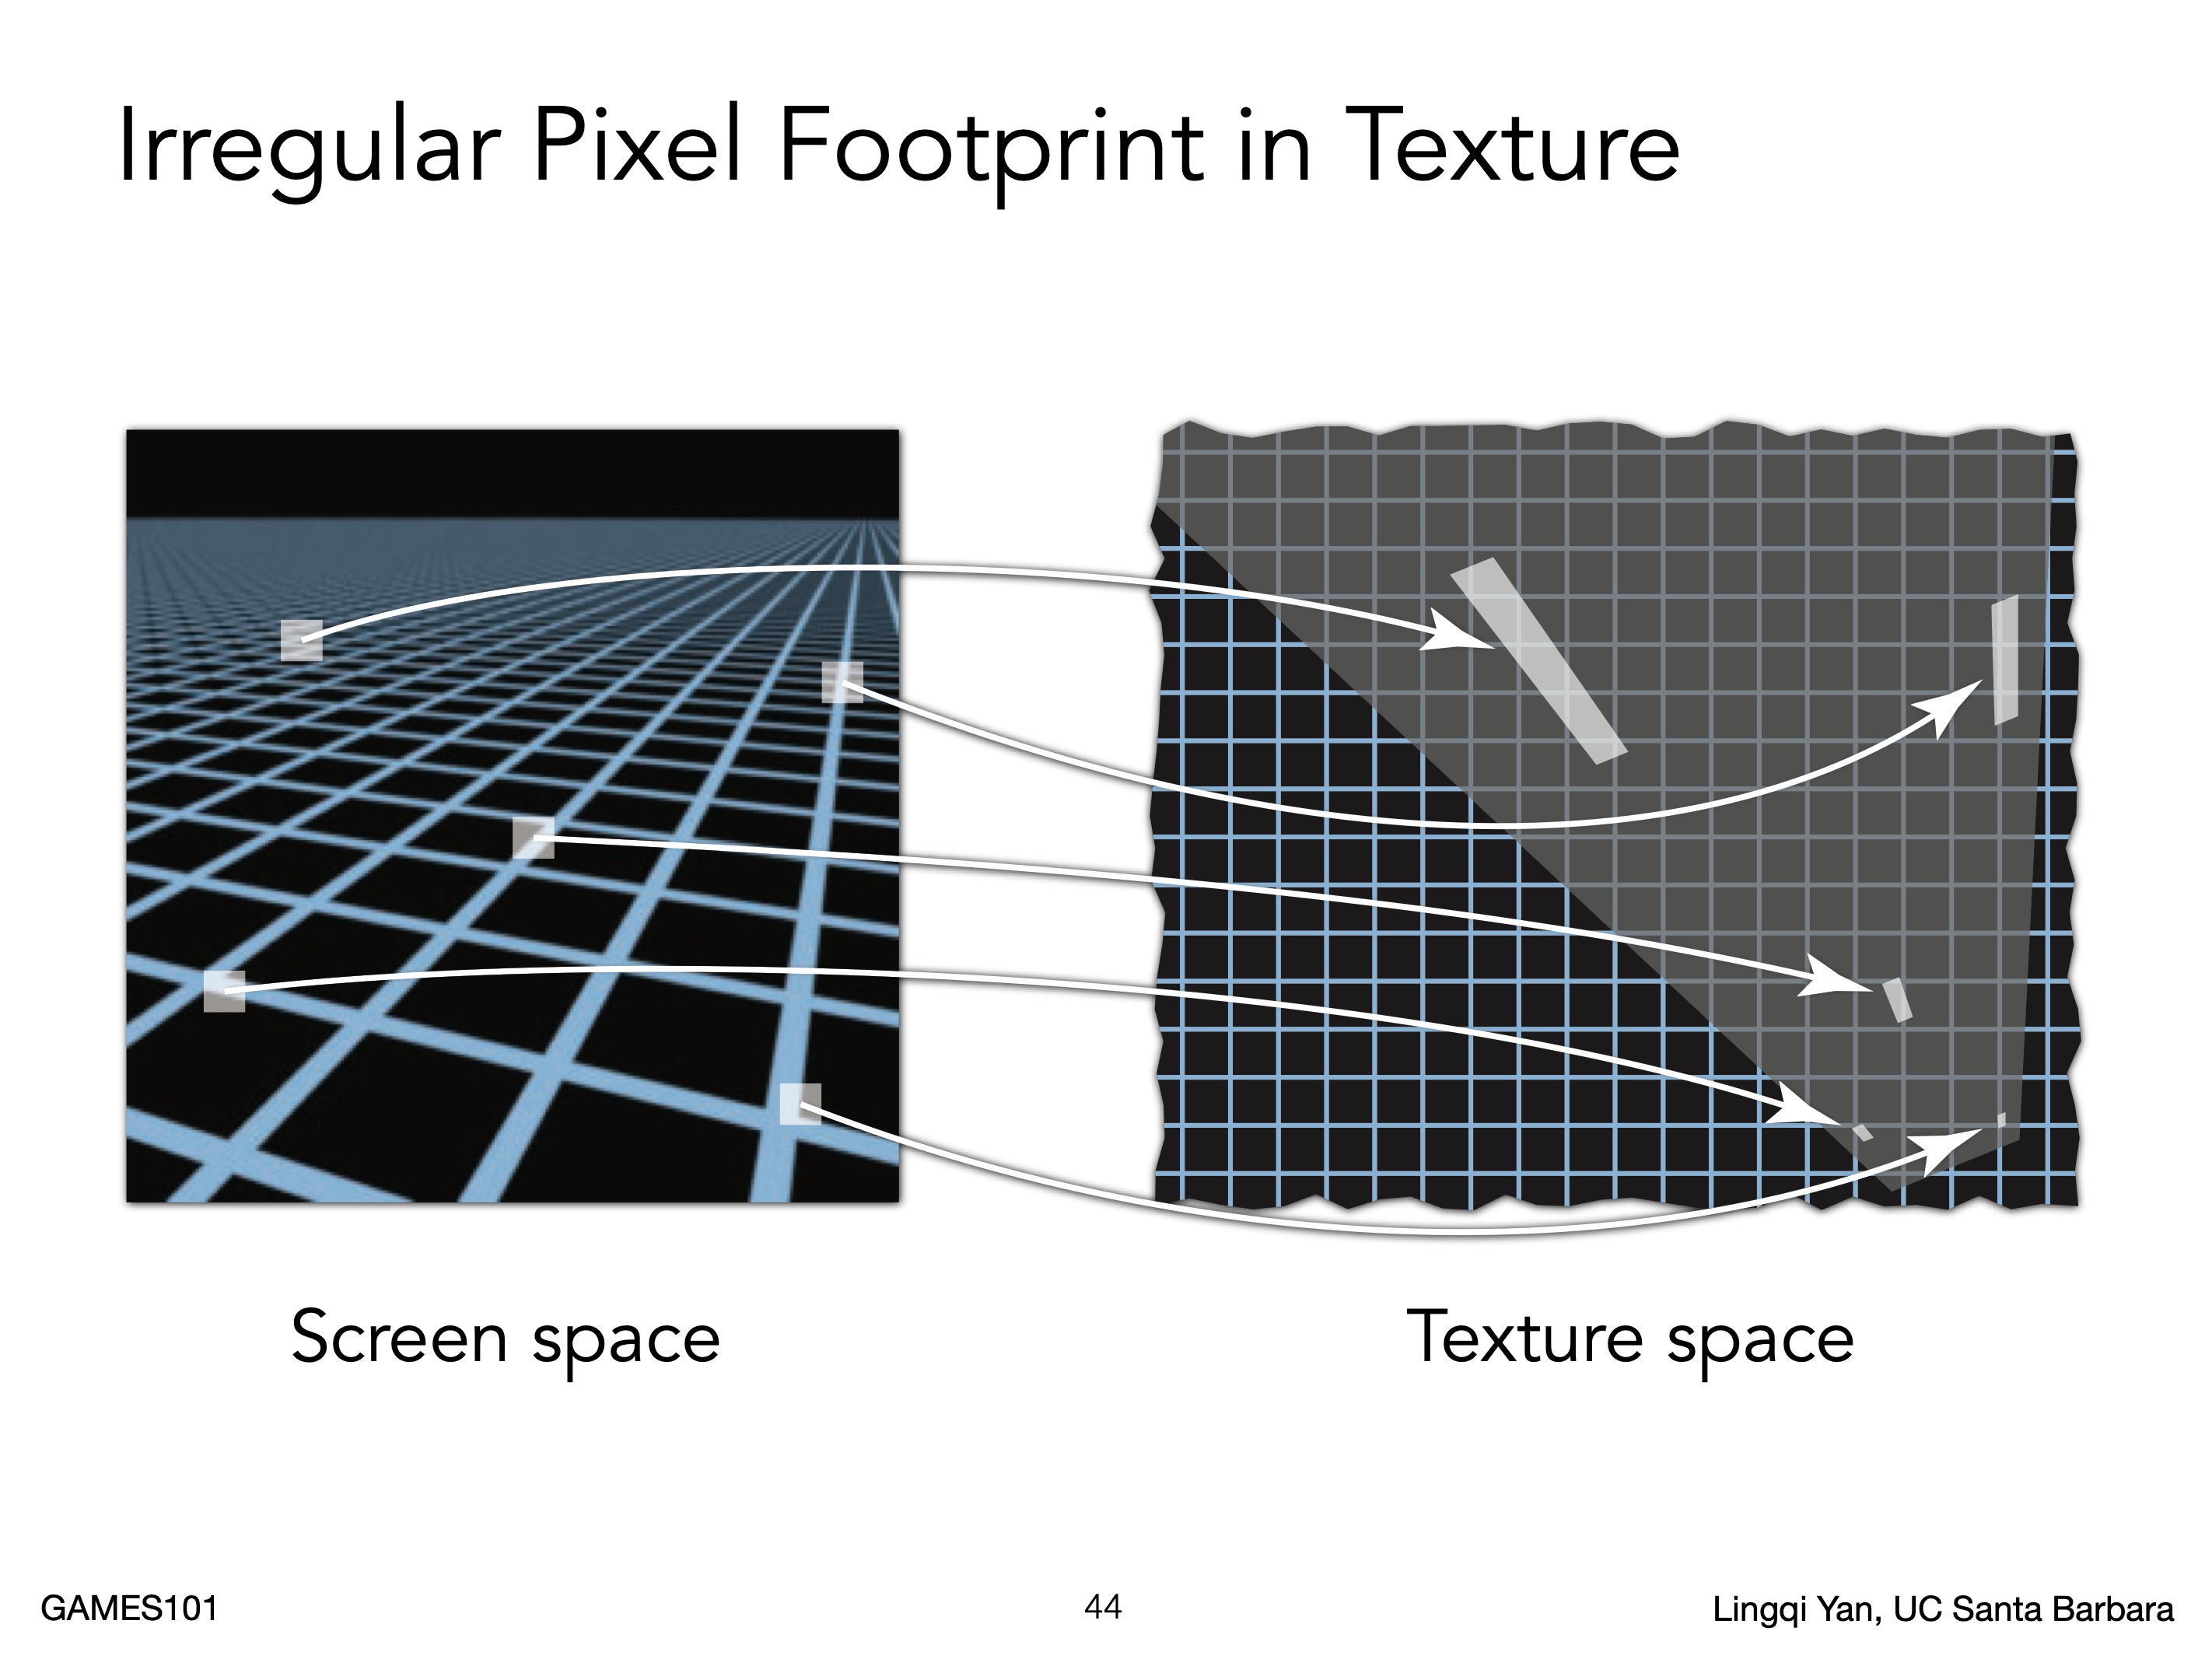 Irregular Pixel Footprint in Texture
Screen space
Texture space
GAMES101
44
Lingqi Yan, UC Santa Barbara